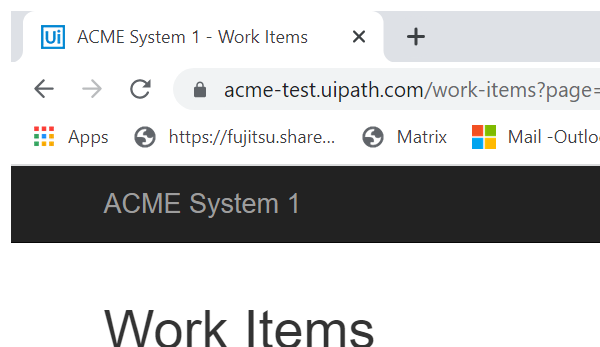 Ui ACME System 1 - Work Items
acme-test.uipath.com/work-items?page=
Apps https://fujitsu.share... Matrix Mail -Outlo
ACME System 1
Work Items